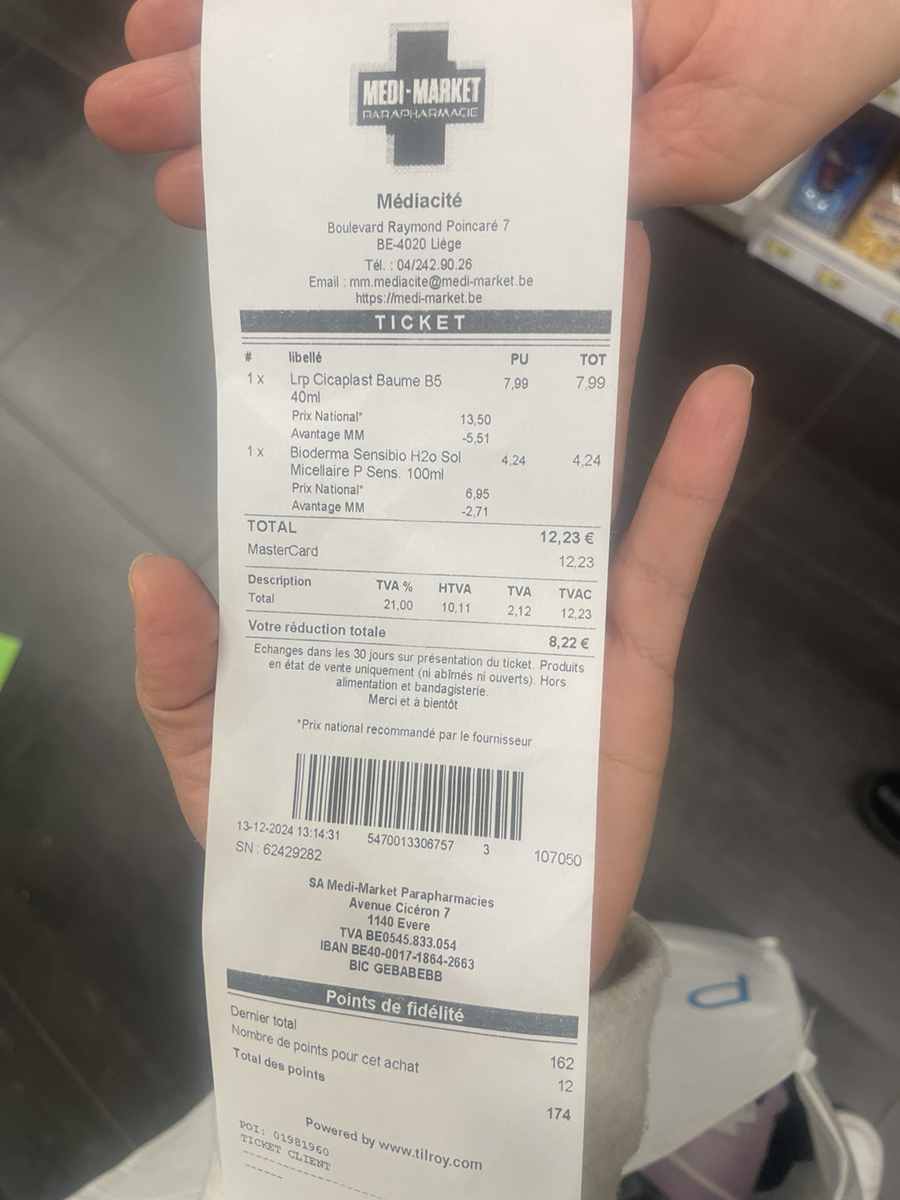 MEDI-MARKET
PARAPHARMACIE
Médiacité
Boulevard Raymond Poincaré 7
BE-4020 Liège
Tél. : 04/242.90.26
Email : mm.mediacite@medi-market.be
https://medi-market.be
TICKET
# libellé PU TOT
1 x Lrp Cicaplast Baume B5 7,99 7,99
40ml
Prix National* 13,50
Avantage MM -5,51
1 x Bioderma Sensibio H2o Sol 4,24 4,24
Micellaire P Sens. 100ml
Prix National* 6,95
Avantage MM -2,71
TOTAL 12,23 €
MasterCard 12,23
Description TVA % HTVA TVA TVAC
Total 21,00 10,11 2,12 12,23
Votre réduction totale 8,22 €
Echanges dans les 30 jours sur présentation du ticket. Produits
en état de vente uniquement (ni abîmés ni ouverts). Hors
alimentation et bandagisterie.
Merci et à bientôt
*Prix national recommandé par le fournisseur
13-12-2024 13:14:31 5470013306757 3 107050
SN : 62429282
SA Medi-Market Parapharmacies
Avenue Cicéron 7
1140 Evere
TVA BE0545.833.054
IBAN BE40-0017-1864-2663
BIC GEBABEBB
Points de fidélité
Dernier total 162
Nombre de points pour cet achat 12
Total des points 174
Powered by www.tilroy.com
POI: 01981960
TICKET CLIENT